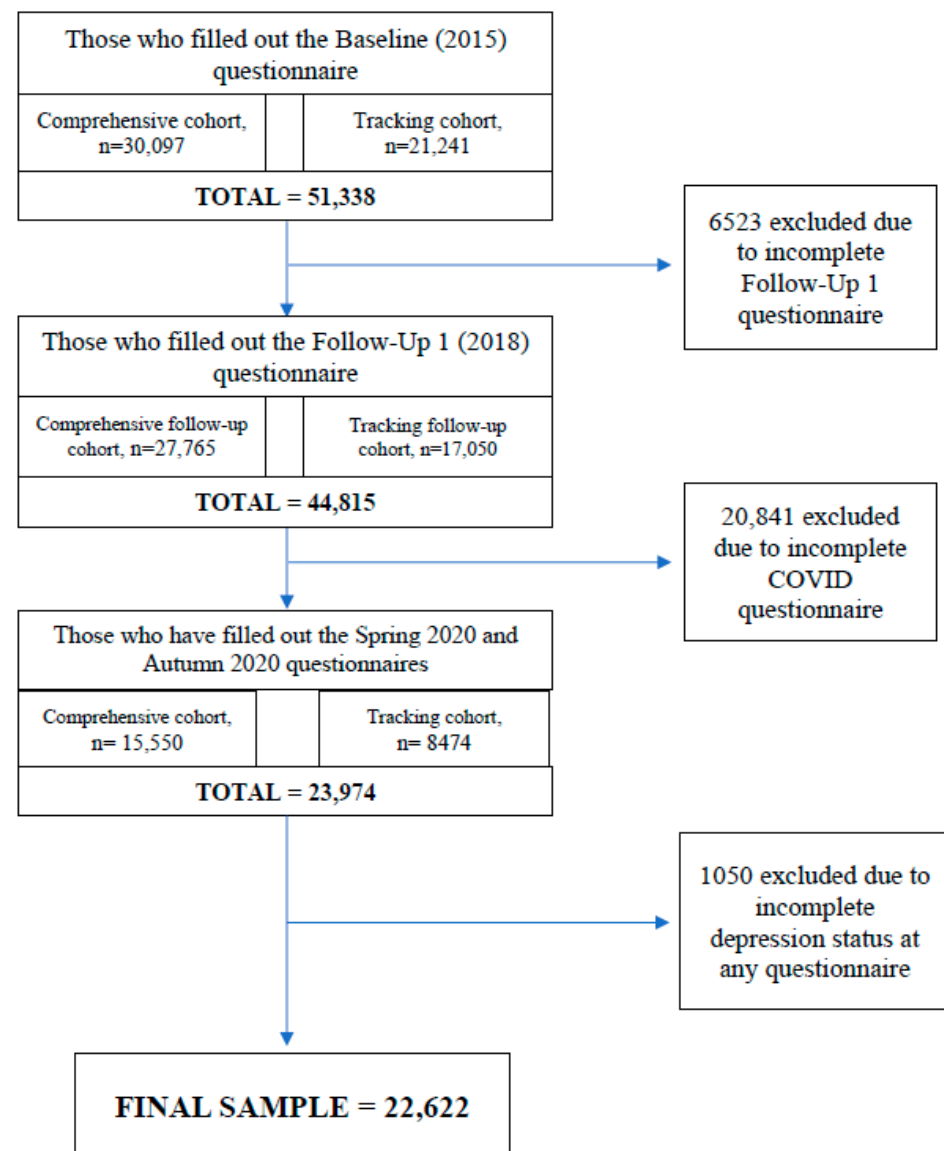 Those who filled out the Baseline (2015)
questionnaire
Comprehensive cohort,
n=30,097
Tracking cohort,
n=21,241
TOTAL = 51,338
6523 excluded due
to incomplete
Follow-Up 1
questionnaire
Those who filled out the Follow-Up 1 (2018)
questionnaire
Comprehensive follow-up
cohort, n=27,765
Tracking follow-up
cohort, n=17,050
TOTAL = 44,815
20,841 excluded
due to incomplete
COVID
questionnaire
Those who have filled out the Spring 2020 and
Autumn 2020 questionnaires
Comprehensive cohort,
n= 15,550
Tracking cohort,
n= 8474
TOTAL = 23,974
1050 excluded due to
incomplete
depression status at
any questionnaire
FINAL SAMPLE = 22,622